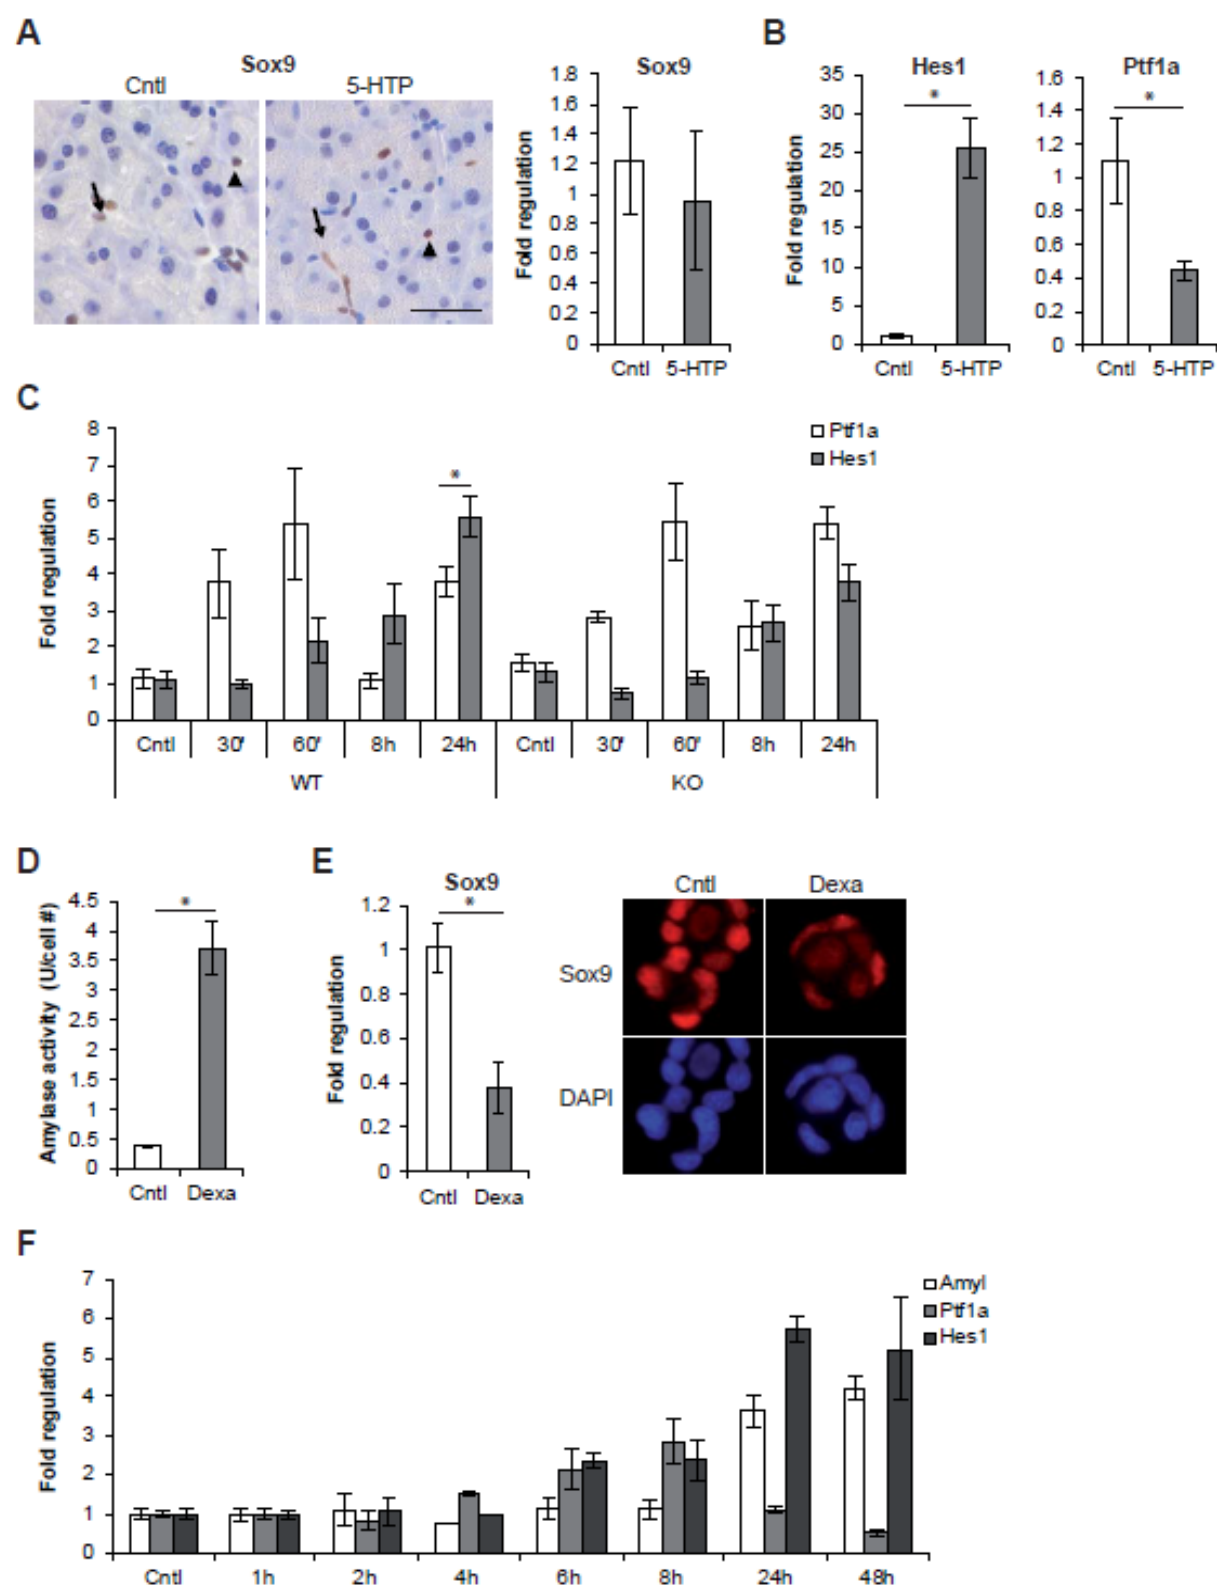 A
Sox9
Cntl 5-HTP
Sox9
Fold regulation
1.8
1.6
1.4
1.2
1
0.8
0.6
0.4
0.2
0
Cntl 5-HTP
B
Hes1
*
Fold regulation
35
30
25
20
15
10
5
0
Cntl 5-HTP
Ptf1a
*
1.6
1.4
1.2
1
0.8
0.6
0.4
0.2
0
Cntl 5-HTP
C
Ptf1a
Hes1
*
Fold regulation
8
7
6
5
4
3
2
1
0
Cntl 30' 60' 8h 24h Cntl 30' 60' 8h 24h
WT KO
D
*
Amylase activity (U/cell #)
4.5
4
3.5
3
2.5
2
1.5
1
0.5
0
Cntl Dexa
E
Sox9
*
Fold regulation
1.2
1
0.8
0.6
0.4
0.2
0
Cntl Dexa
Cntl Dexa
Sox9
DAPI
F
Amyl
Ptf1a
Hes1
Fold regulation
7
6
5
4
3
2
1
0
Cntl 1h 2h 4h 6h 8h 24h 48h